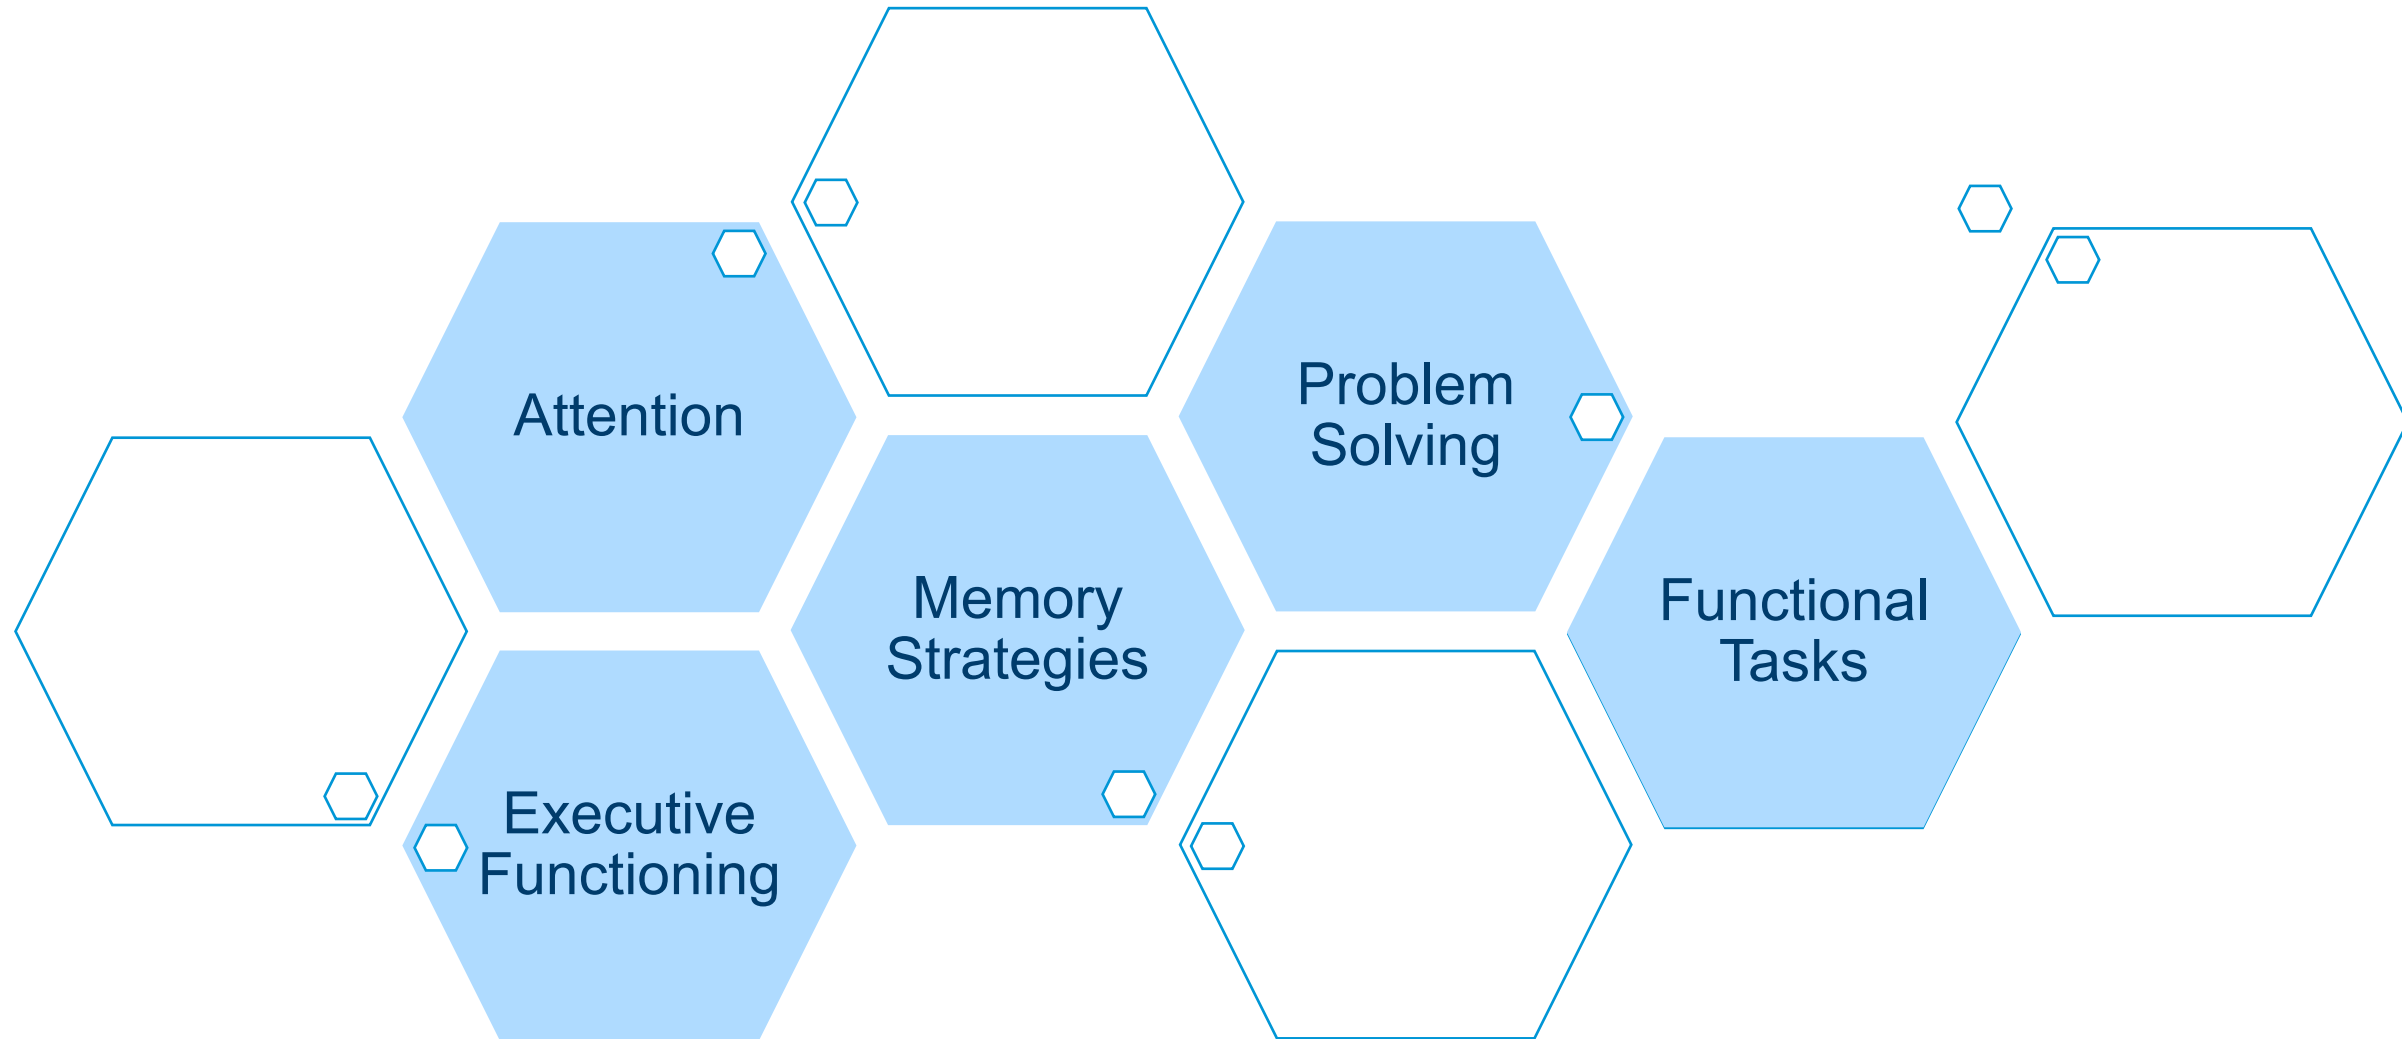 Attention
Problem
Solving
Memory
Strategies
Functional
Tasks
Executive
Functioning